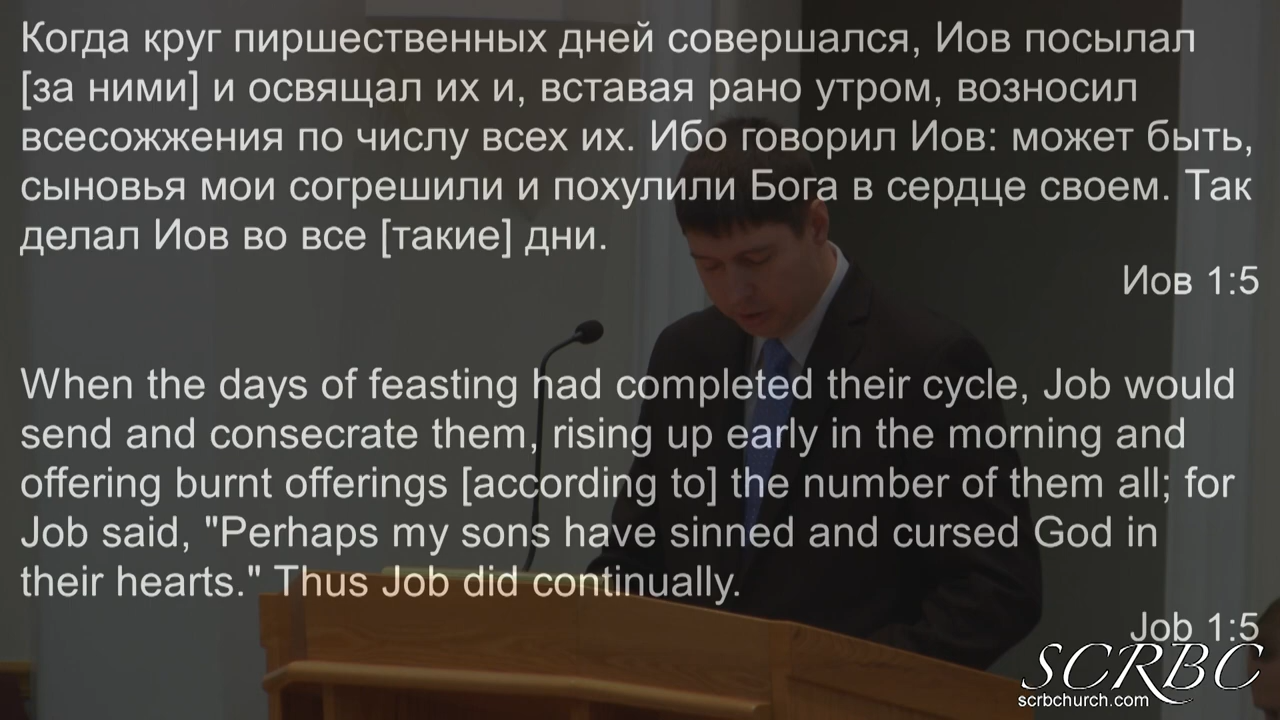 Когда круг пиршественных дней совершался, Иов посылал
[за ними] и освящал их и, вставая рано утром, возносил
всесожжения по числу всех их. Ибо говорил Иов: может быть,
сыновья мои согрешили и похулили Бога в сердце своем. Так
делал Иов во все [такие] дни.
Иов 1:5
When the days of feasting had completed their cycle, Job would
send and consecrate them, rising up early in the morning and
offering burnt offerings [according to] the number of them all; for
Job said, "Perhaps my sons have sinned and cursed God in
their hearts." Thus Job did continually.
Job 1:5
SCRBC
scrbchurch.com